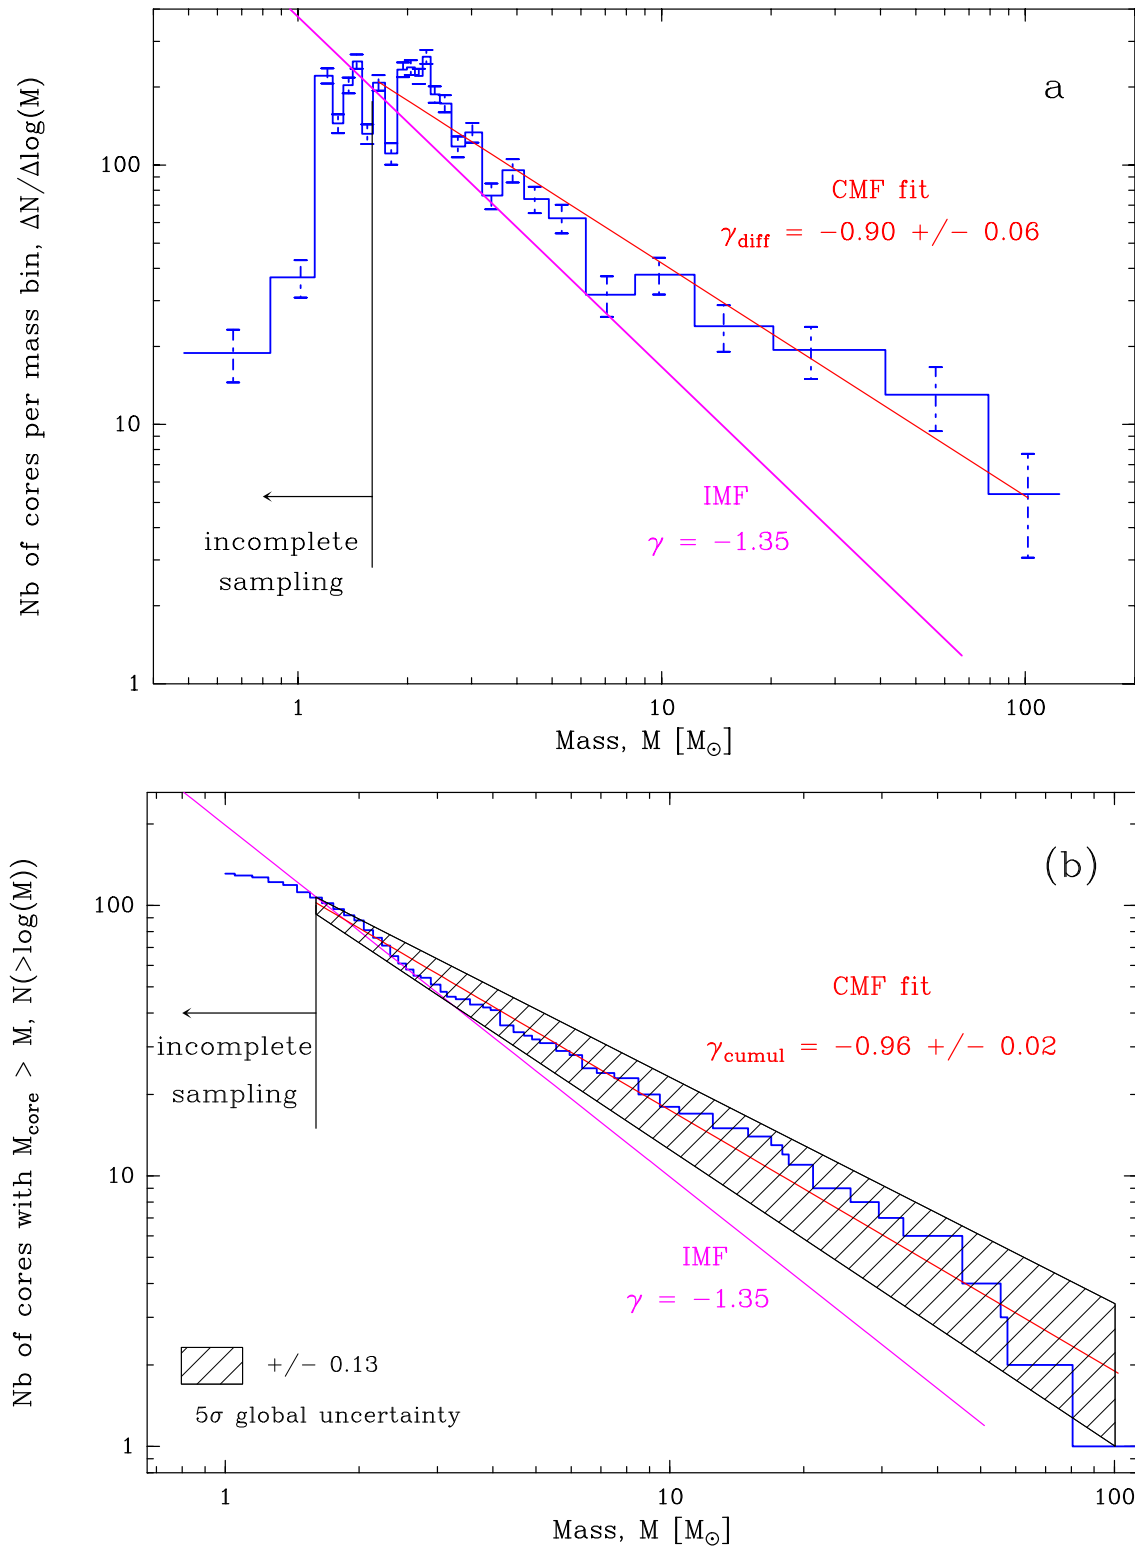 a
Nb of cores per mass bin, ΔN/Δlog(M)
100
10
1
CMF fit
γdiff = −0.90 +/− 0.06
IMF
γ = −1.35
incomplete
sampling
1
10
100
Mass, M [M⊙]
(b)
Nb of cores with Mcore > M, N(>log(M))
100
10
1
CMF fit
γcumul = −0.96 +/− 0.02
incomplete
sampling
IMF
γ = −1.35
+/− 0.13
5σ global uncertainty
1
10
100
Mass, M [M⊙]